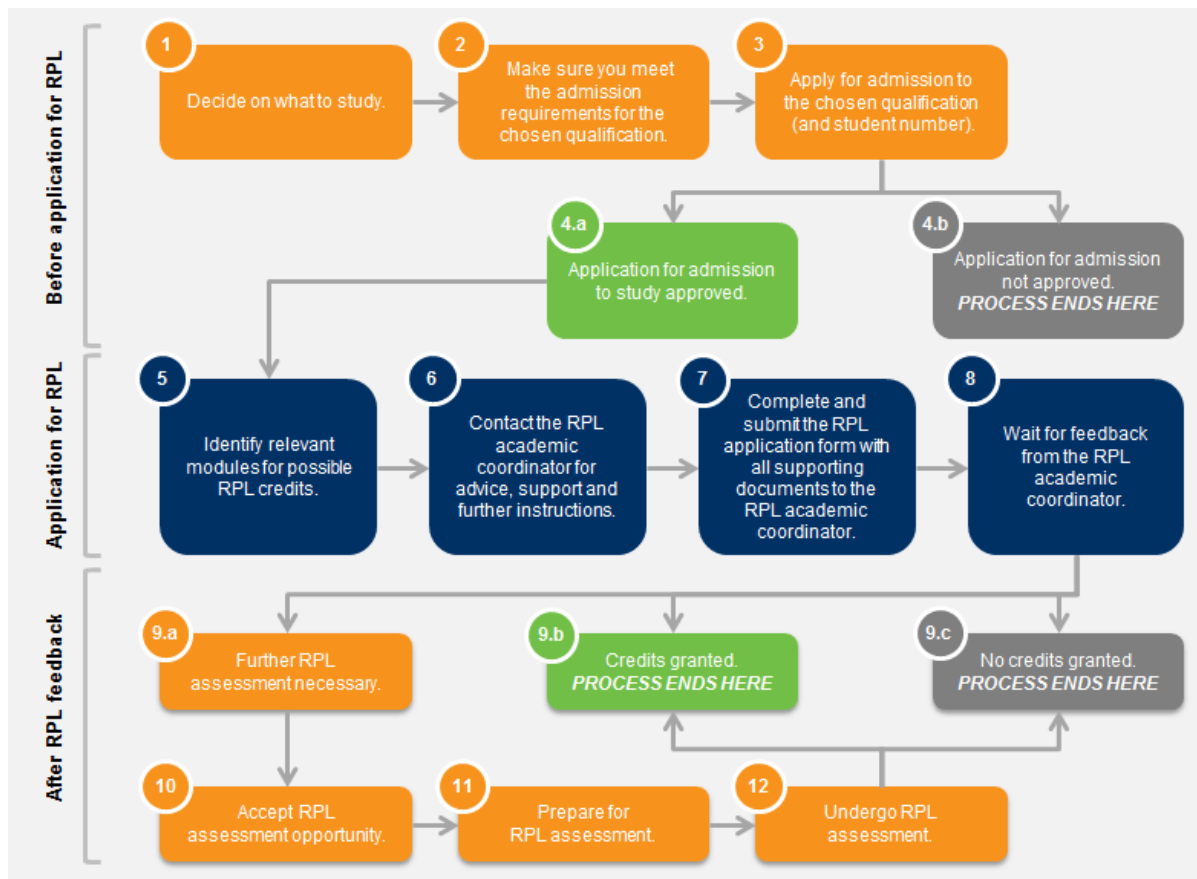 Before application for RPL
1
Decide on what to study.
2
Make sure you meet
the admission
requirements for the
chosen qualification.
3
Apply for admission to
the chosen qualification
(and student number).
4.a
Application for admission
to study approved.
4.b
Application for admission
not approved.
PROCESS ENDS HERE
Application for RPL
5
Identify relevant
modules for possible
RPL credits.
6
Contact the RPL
academic
coordinator for
advice, support and
further instructions.
7
Complete and
submit the RPL
application form with
all supporting
documents to the
RPL academic
coordinator.
8
Wait for feedback
from the RPL
academic
coordinator.
After RPL feedback
9.a
Further RPL
assessment necessary.
9.b
Credits granted.
PROCESS ENDS HERE
9.c
No credits granted.
PROCESS ENDS HERE
10
Accept RPL
assessment opportunity.
11
Prepare for
RPL assessment.
12
Undergo RPL
assessment.